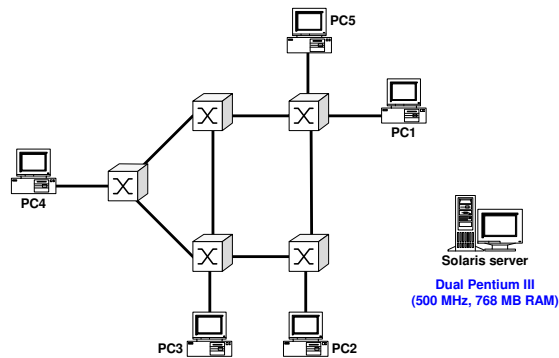 PC5
PC1
PC4
Solaris server
Dual Pentium III
(500 MHz, 768 MB RAM)
PC3
PC2